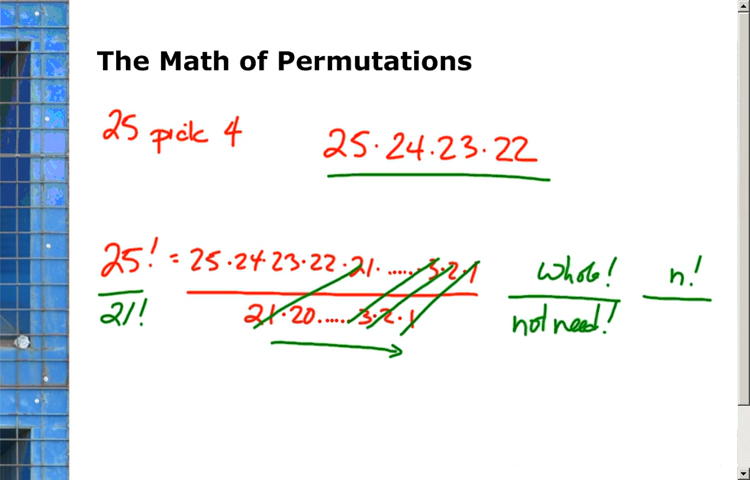 The Math of Permutations
25 pick 4
25·24·23·22
25! = 25·24·23·22·21·......3·2·1 whole! n!
21! 21·20......3·2·1 not need!